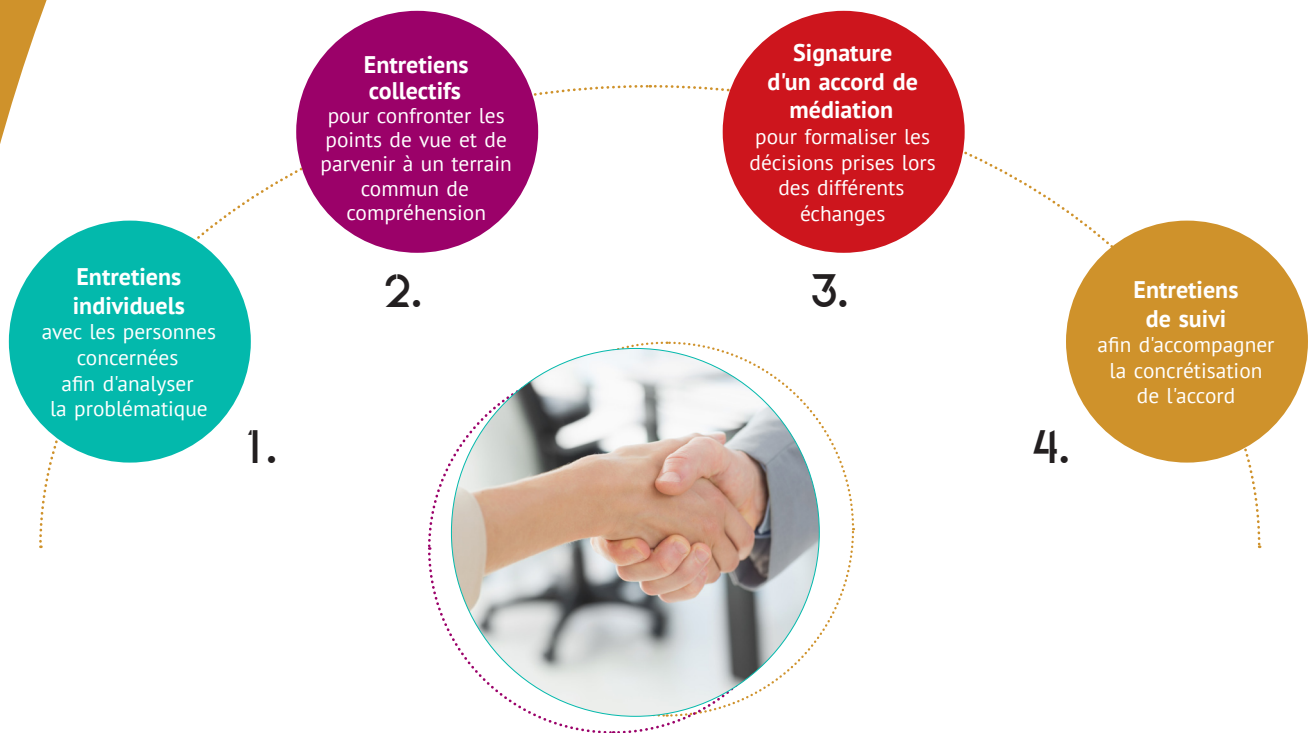 Entretiens
individuels
avec les personnes
concernées
afin d'analyser
la problématique
1.
Entretiens
collectifs
pour confronter les
points de vue et de
parvenir à un terrain
commun de
compréhension
2.
Signature
d'un accord de
médiation
pour formaliser les
décisions prises lors
des différents
échanges
3.
Entretiens
de suivi
afin d'accompagner
la concrétisation
de l'accord
4.